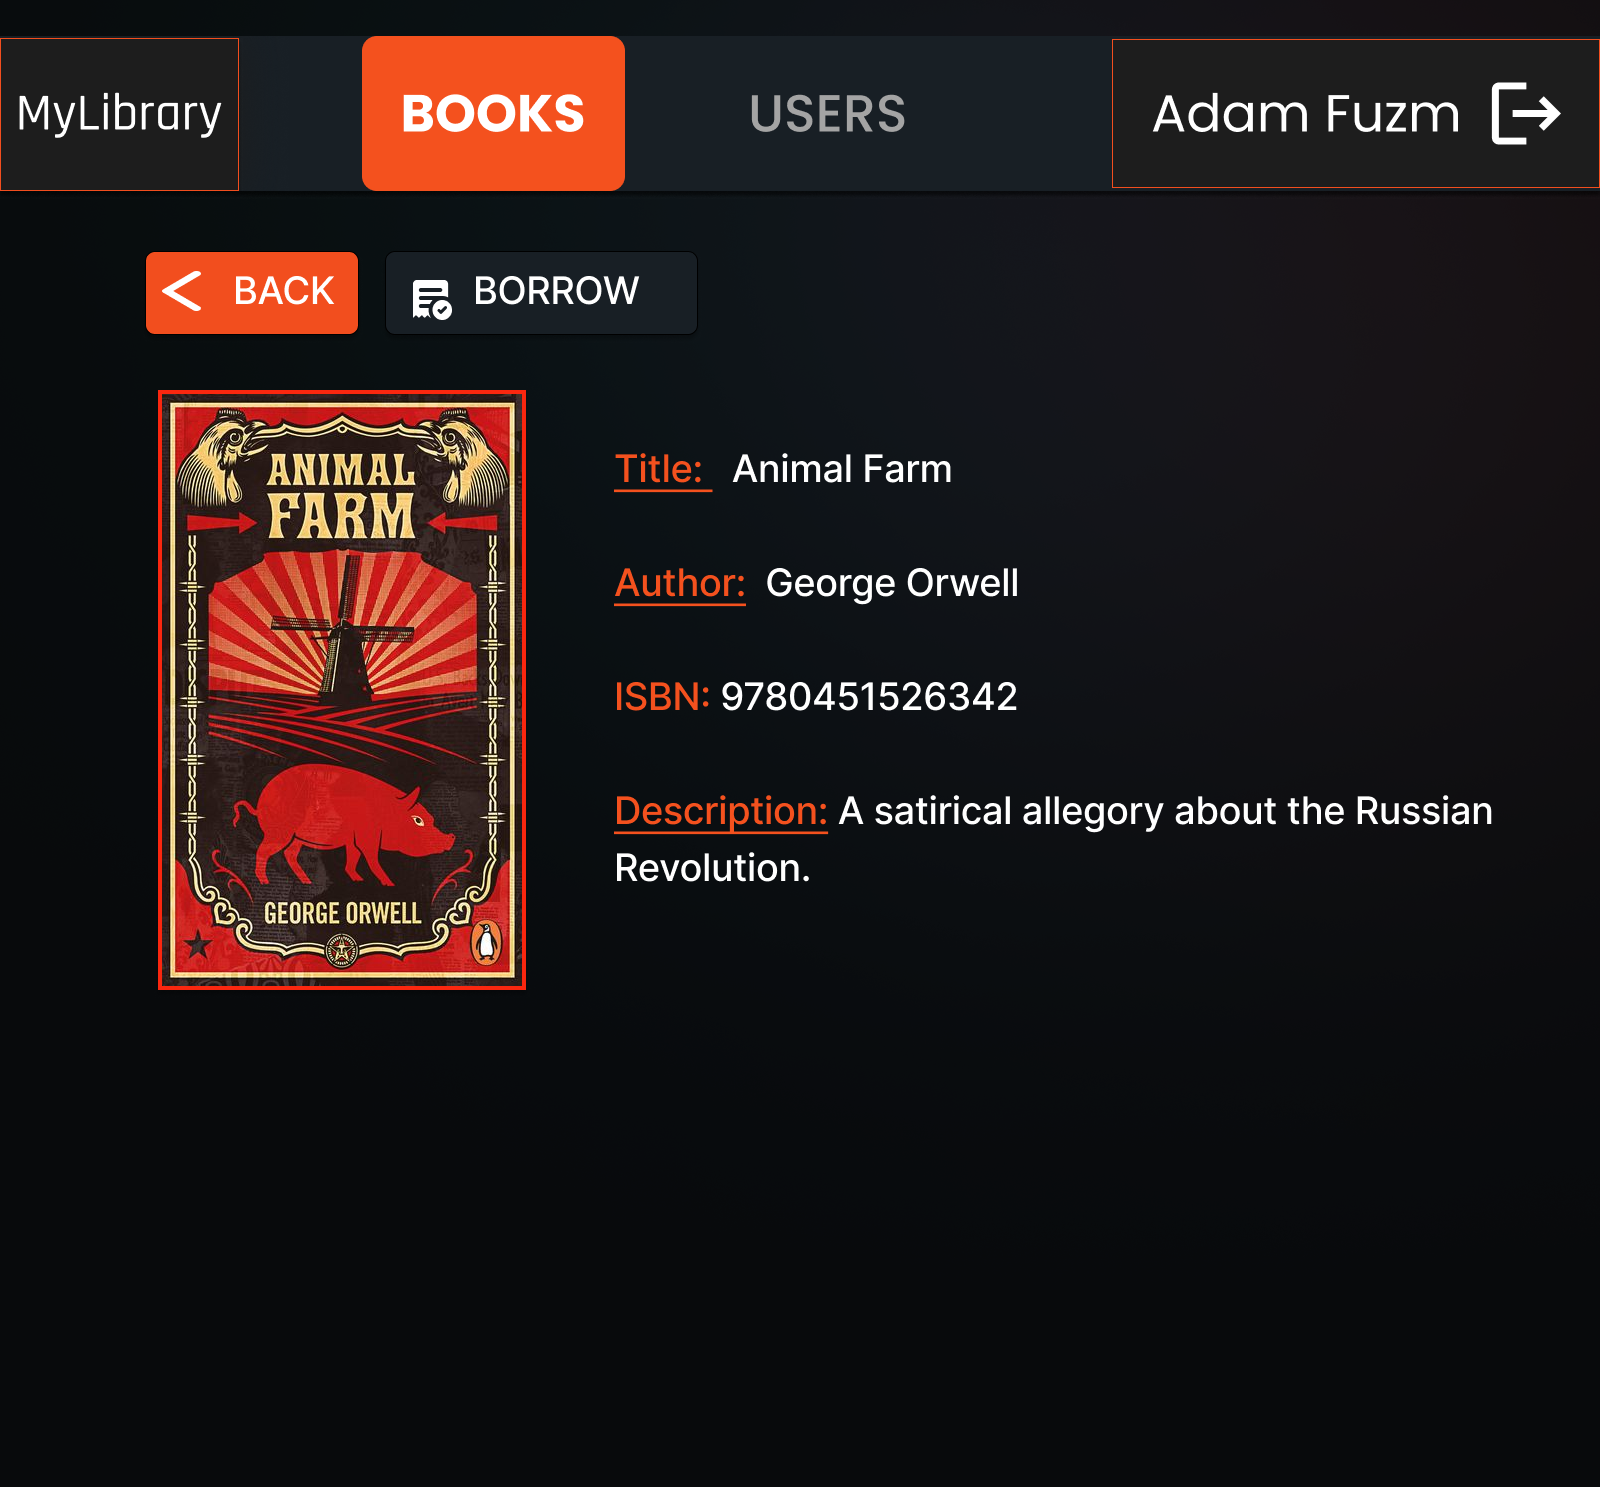 MyLibrary
BOOKS
USERS
Adam Fuzm
BACK
BORROW
ANIMAL
FARM
GEORGE ORWELL
Title: Animal Farm
Author: George Orwell
ISBN: 9780451526342
Description: A satirical allegory about the Russian
Revolution.